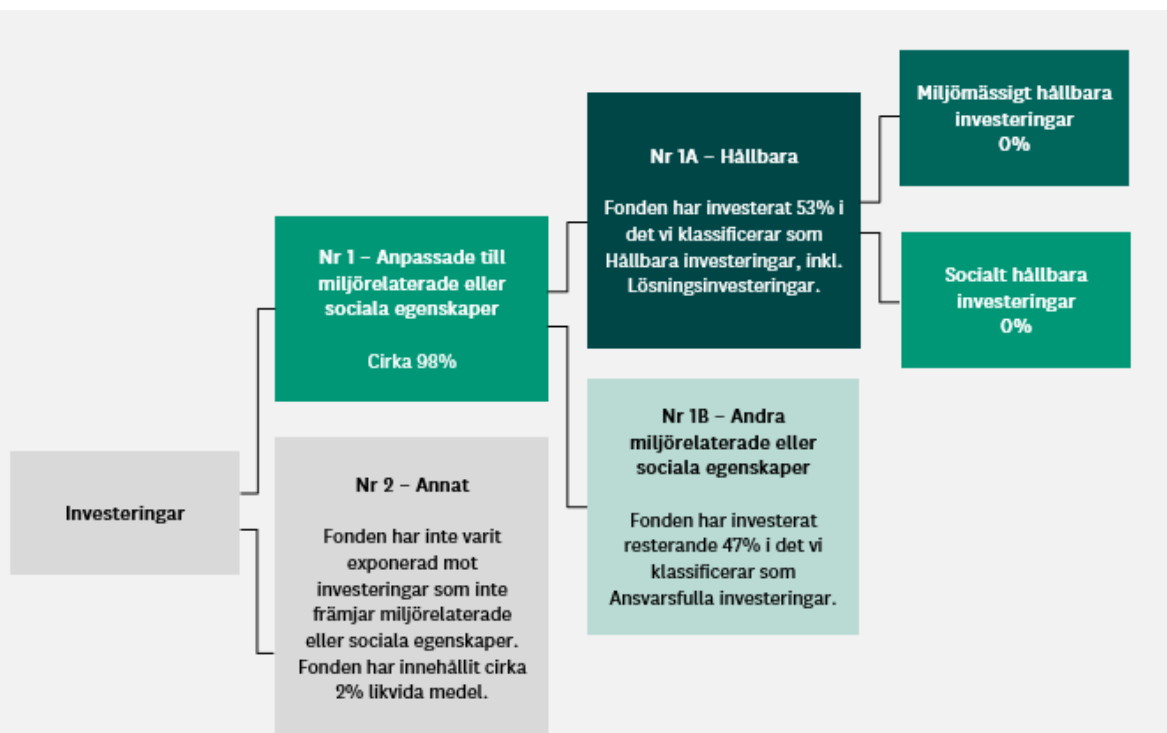 Investeringar
Nr 1 – Anpassade till
miljörelaterade eller
sociala egenskaper
Cirka 98%
Nr 2 – Annat
Fonden har inte varit
exponerad mot
investeringar som inte
främjar miljörelaterade
eller sociala egenskaper.
Fonden har innehållit cirka
2% likvida medel.
Nr 1A – Hållbara
Fonden har investerat 53% i
det vi klassificerar som
Hållbara investeringar, inkl.
Lösningsinvesteringar.
Nr 1B – Andra
miljörelaterade eller
sociala egenskaper
Fonden har investerat
resterande 47% i det vi
klassificerar som
Ansvarsfulla investeringar.
Miljömässigt hållbara
investeringar
0%
Socialt hållbara
investeringar
0%